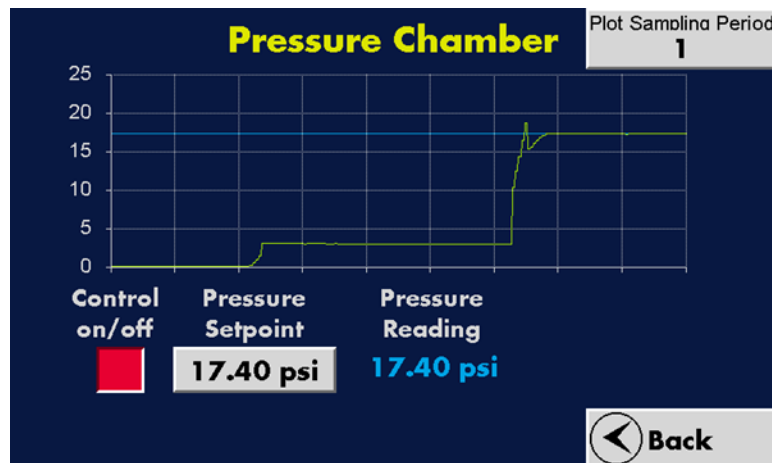 Pressure Chamber
Plot Sampling Period
1
25
20
15
10
5
0
Control
on/off
Pressure
Setpoint
17.40 psi
Pressure
Reading
17.40 psi
Back